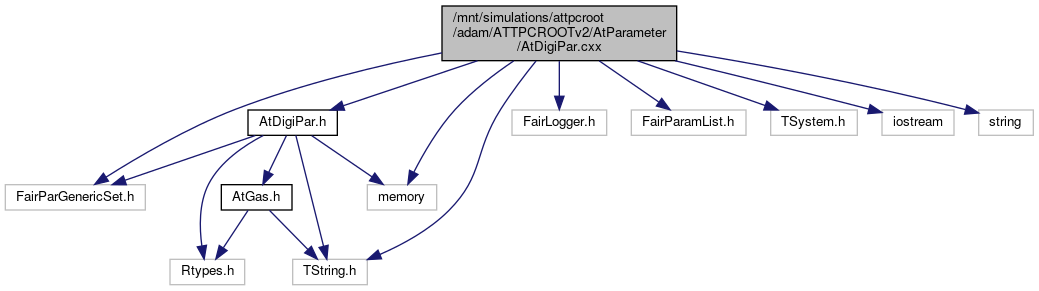 /mnt/simulations/attpcroot
/adam/ATTPCROOTv2/AtParameter
/AtDigiPar.cxx
AtDigiPar.h
FairLogger.h
FairParamList.h
TSystem.h
iostream
string
FairParGenericSet.h
AtGas.h
memory
Rtypes.h
TString.h